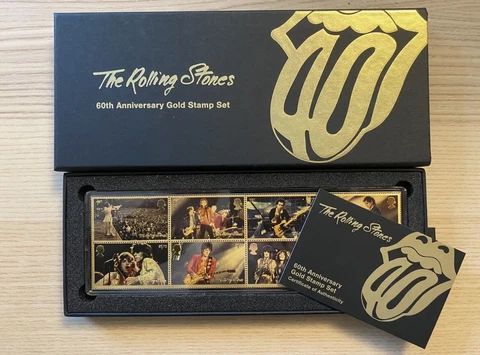 The Rolling Stones
60th Anniversary Gold Stamp Set
The Rolling Stones
60th Anniversary
Gold Stamp Set
Certificate of Authenticity